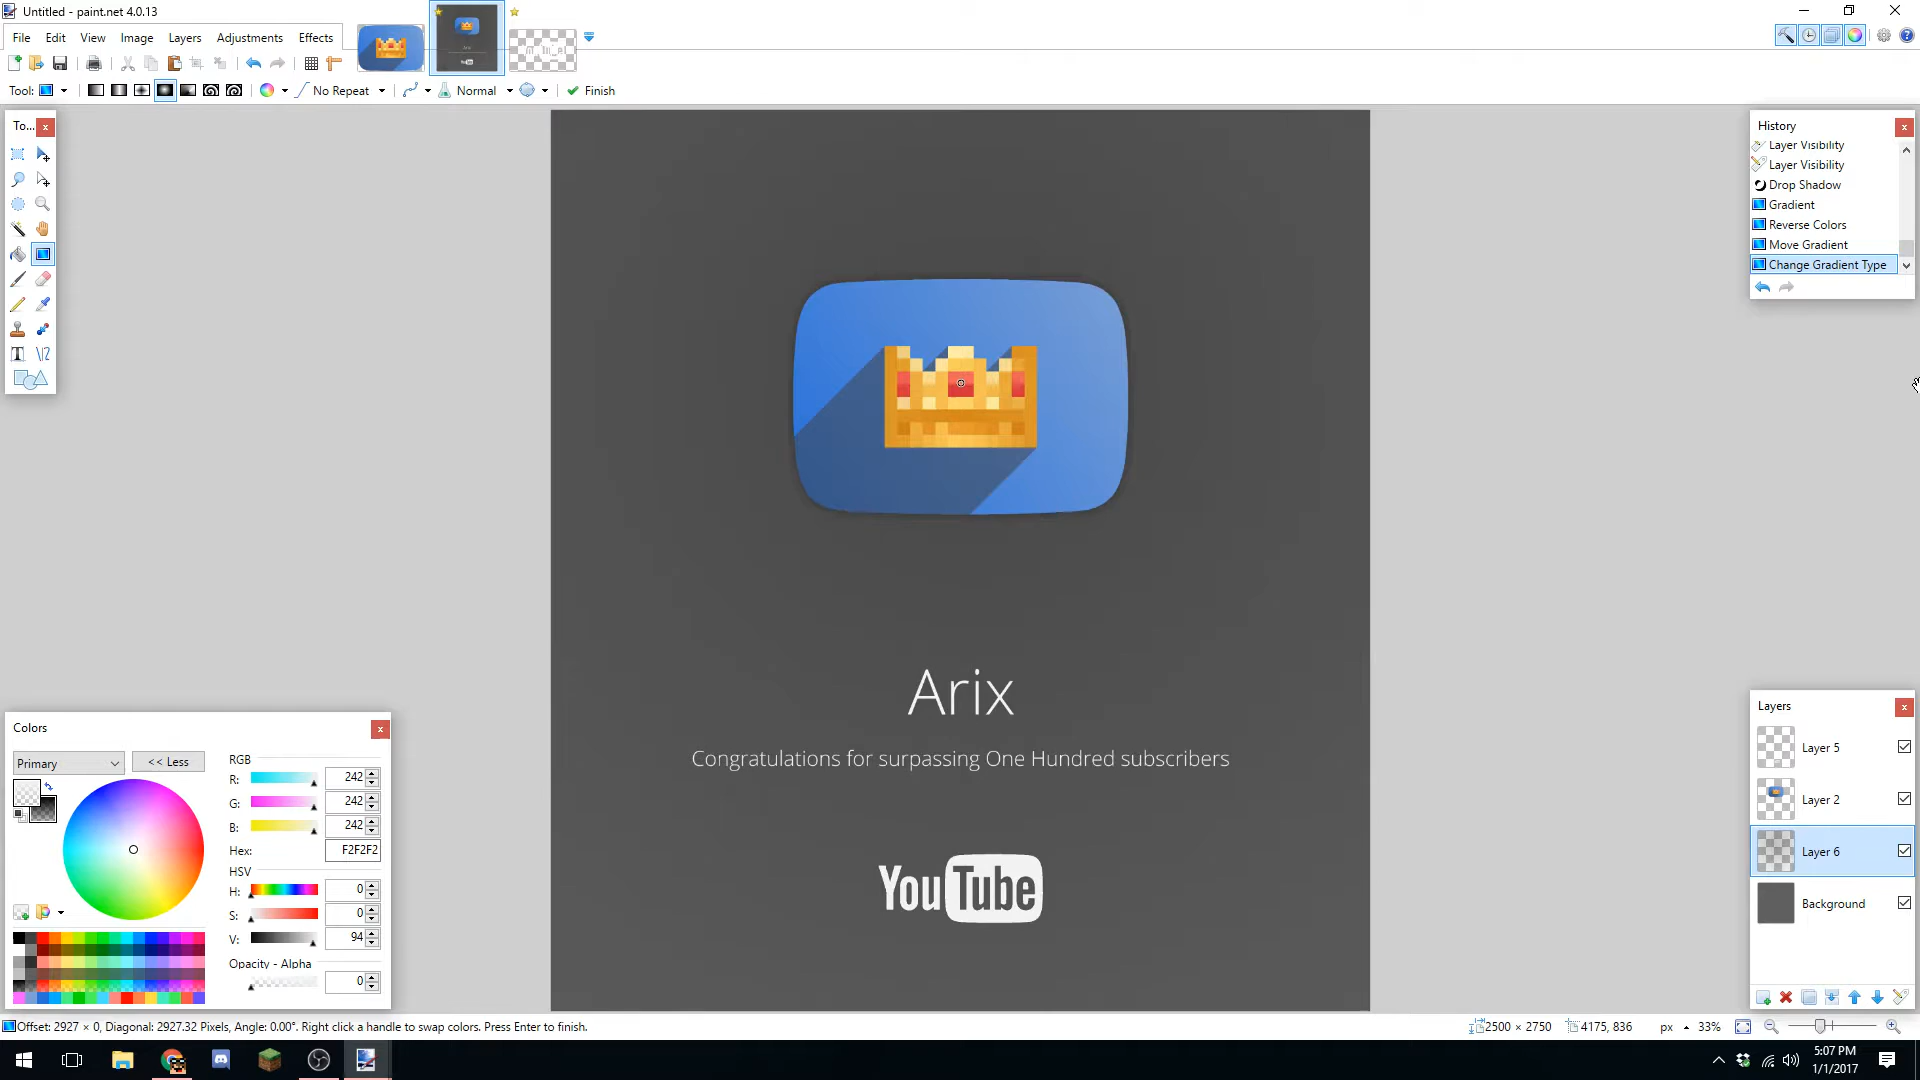 Untitled - paint.net 4.0.13
File Edit View Image Layers Adjustments Effects
Tool: No Repeat Normal Finish
To...
History
Layer Visibility
Layer Visibility
Drop Shadow
Gradient
Reverse Colors
Move Gradient
Change Gradient Type
Arix
Congratulations for surpassing One Hundred subscribers
YouTube
Colors
Primary << Less
RGB
R: 242
G: 242
B: 242
Hex: F2F2F2
HSV
H: 0
S: 0
V: 94
Opacity - Alpha
0
Layers
Layer 5
Layer 2
Layer 6
Background
Offset: 2927 × 0, Diagonal: 2927.32 Pixels, Angle: 0.00°. Right click a handle to swap colors. Press Enter to finish.
2500 × 2750 4175, 836 px 33%
5:07 PM
1/1/2017